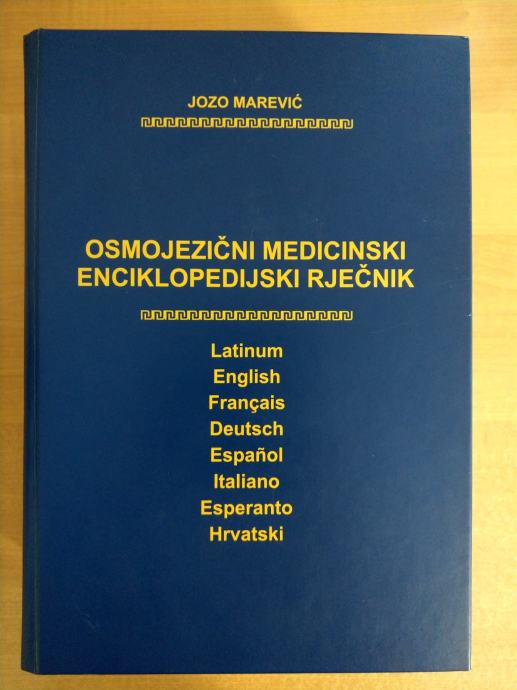 JOZO MAREVIĆ
OSMOJEZIČNI MEDICINSKI
ENCIKLOPEDIJSKI RJEČNIK
Latinum
English
Français
Deutsch
Español
Italiano
Esperanto
Hrvatski